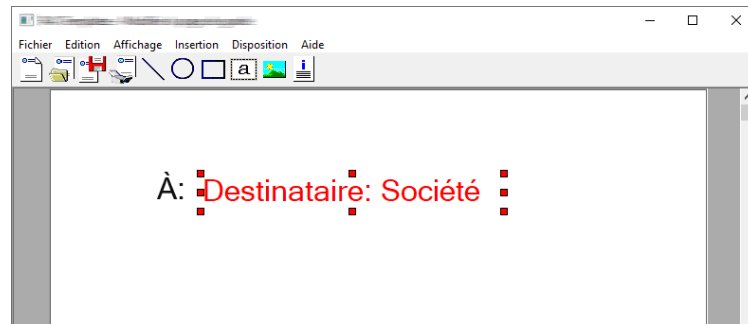 Fichier Edition Affichage Insertion Disposition Aide
a
À: Destinataire: Société